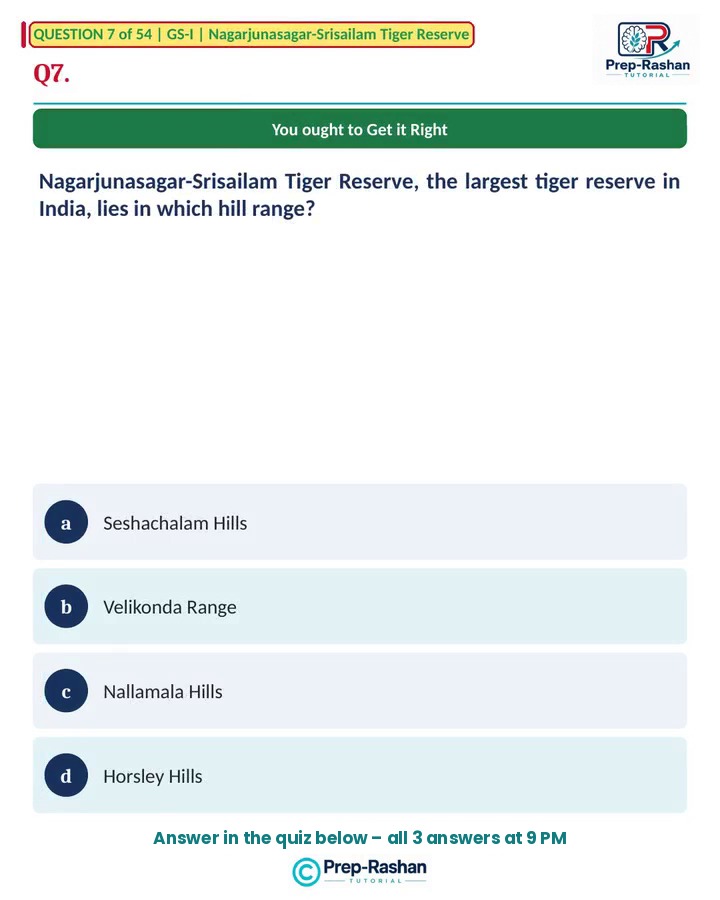 QUESTION 7 of 54 | GS-I | Nagarjunasagar-Srisailam Tiger Reserve
Prep-Rashan
TUTORIAL
Q7.
You ought to Get it Right
Nagarjunasagar-Srisailam Tiger Reserve, the largest tiger reserve in
India, lies in which hill range?
a Seshachalam Hills
b Velikonda Range
c Nallamala Hills
d Horsley Hills
Answer in the quiz below – all 3 answers at 9 PM
© Prep-Rashan
TUTORIAL